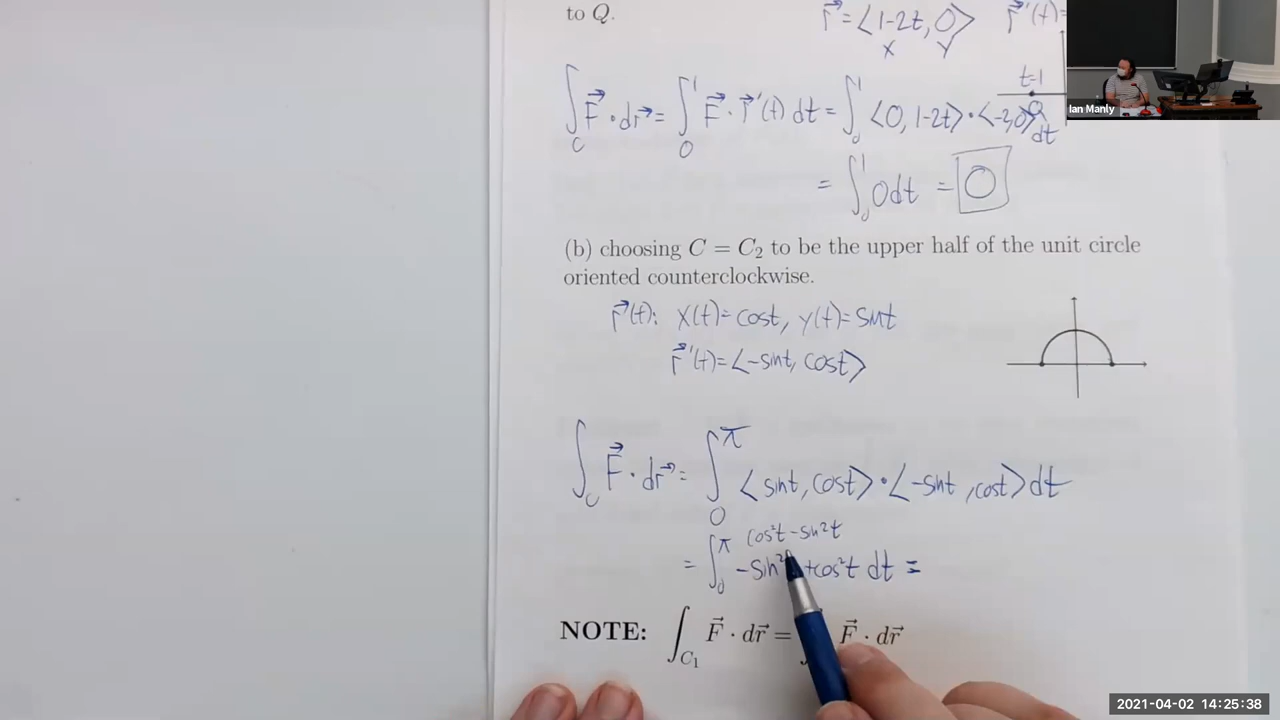 to Q.
r⃗ = ⟨1-2t, 0⟩ r⃗'(t)=
x y
t=1
Q
Ian Manly
∫_C F⃗ · dr⃗ = ∫_0^1 F⃗ · r⃗'(t) dt = ∫_0^1 ⟨0, 1-2t⟩ · ⟨-2,0⟩ dt
= ∫_0^1 0 dt = 0
(b) choosing C = C₂ to be the upper half of the unit circle
oriented counterclockwise.
r⃗(t): x(t)=cost, y(t)=sint
r⃗'(t)=⟨-sint, cost⟩
∫_C F⃗ · dr⃗ = ∫_0^π ⟨sint, cost⟩ · ⟨-sint, cost⟩ dt
cos²t - sin²t
= ∫_0^π -sin² + cos²t dt =
NOTE: ∫_{C₁} F⃗ · dr⃗ = F⃗ · dr⃗
2021-04-02 14:25:38